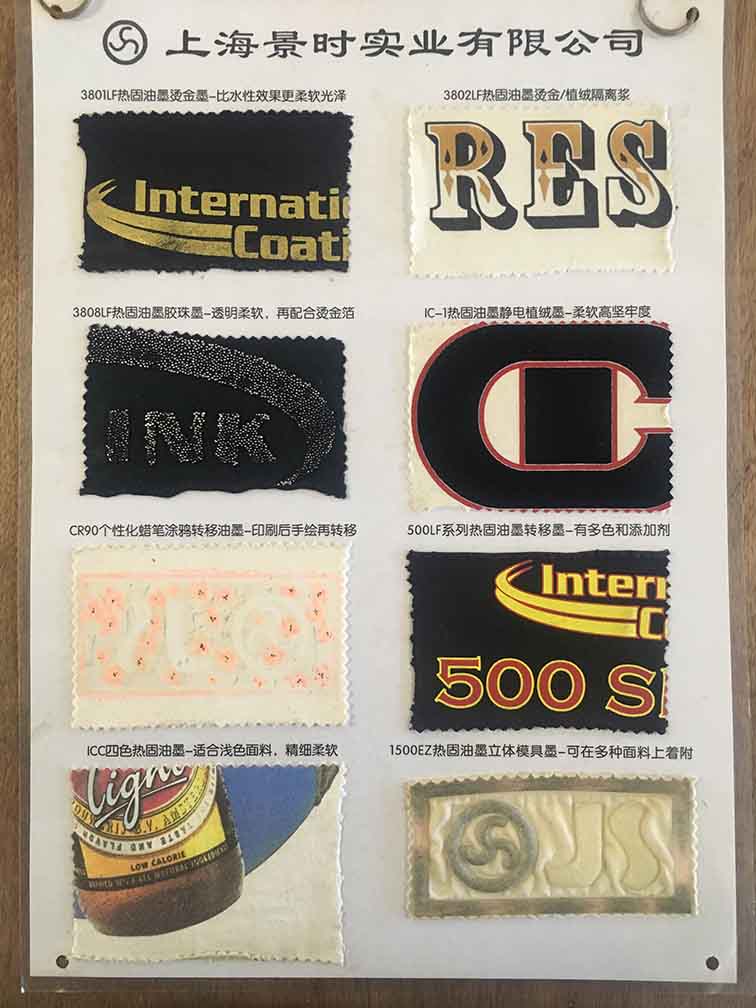 上海景时实业有限公司
3801LF热固油墨烫金墨-比水性效果更柔软光泽
3802LF热固油墨烫金/植绒隔离浆
Internati
Coati
RES
3808LF热固油墨胶珠墨-透明柔软，再配合烫金箔
IC-1热固油墨静电植绒墨-柔软高坚牢度
INK
C
CR90个性化蜡笔涂鸦转移油墨-印刷后手绘再转移
500LF系列热固油墨转移墨-有多色和添加剂
Intern
C
500 S
ICC四色热固油墨-适合浅色面料，精细柔软
1500EZ热固油墨立体模具墨-可在多种面料上着附
Light
TASTE AND FLAVOR
LOW CALORIE
JS